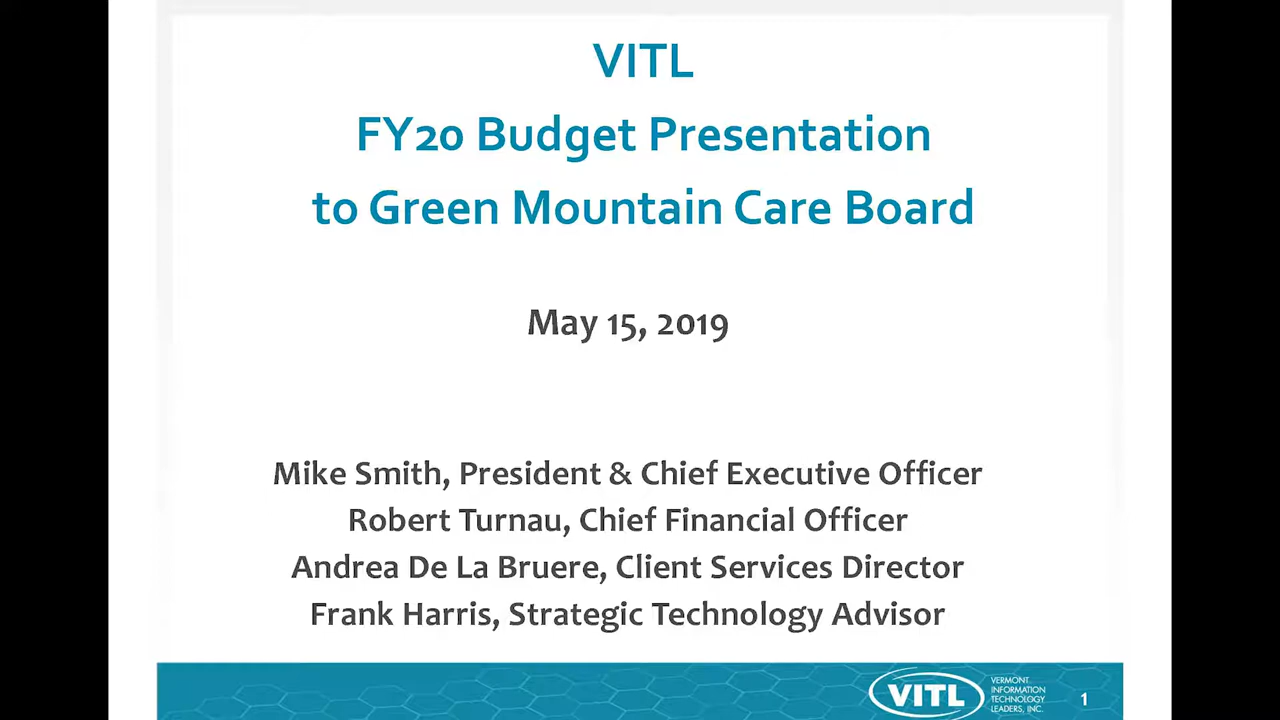 VITL
FY20 Budget Presentation
to Green Mountain Care Board
May 15, 2019
Mike Smith, President & Chief Executive Officer
Robert Turnau, Chief Financial Officer
Andrea De La Bruere, Client Services Director
Frank Harris, Strategic Technology Advisor
VITL
VERMONT
INFORMATION
TECHNOLOGY
LEADERS, INC.
1